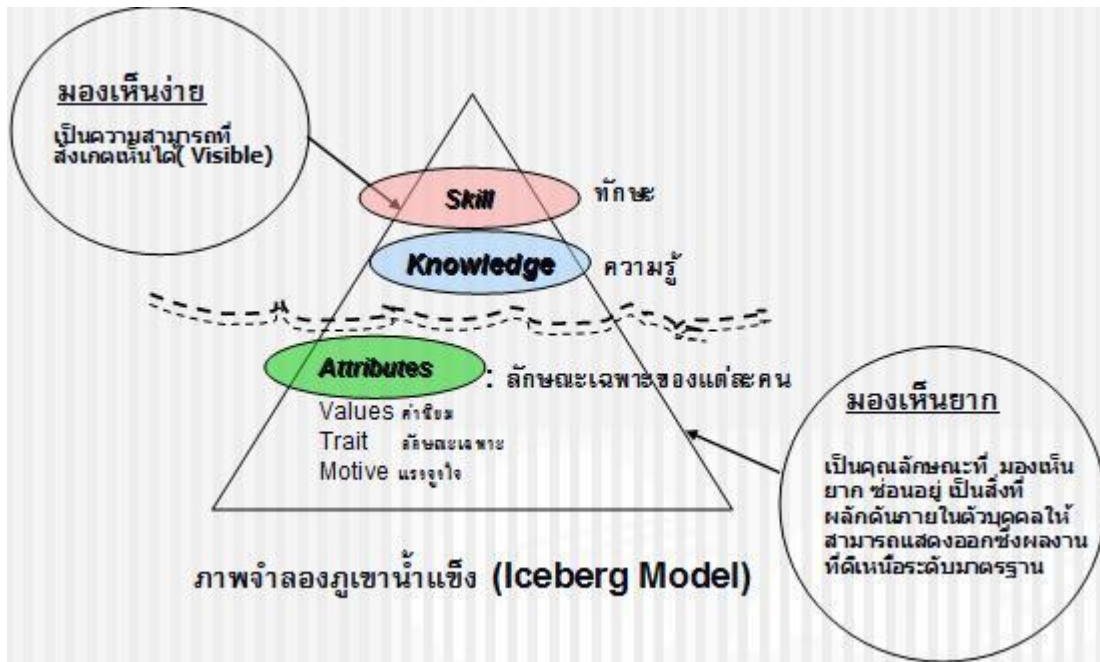 มองเห็นง่าย
เป็นความสามารถที่
สังเกตเห็นได้( Visible)
Skill ทักษะ
Knowledge ความรู้
Attributes : ลักษณะเฉพาะของแต่ละคน
Values ค่านิยม
Trait ลักษณะเฉพาะ
Motive แรงจูงใจ
มองเห็นยาก
เป็นคุณลักษณะที่ มองเห็น
ยาก ซ่อนอยู่ เป็นสิ่งที่
ผลักดันภายในตัวบุคคลให้
สามารถแสดงออกซึ่งผลงาน
ที่ดีเหนือระดับมาตรฐาน
ภาพจำลองภูเขาน้ำแข็ง (Iceberg Model)